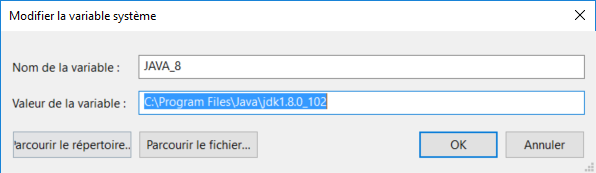 Modifier la variable système
Nom de la variable : JAVA_8
Valeur de la variable : C:\Program Files\Java\jdk1.8.0_102
arcourir le répertoire... Parcourir le fichier... OK Annuler